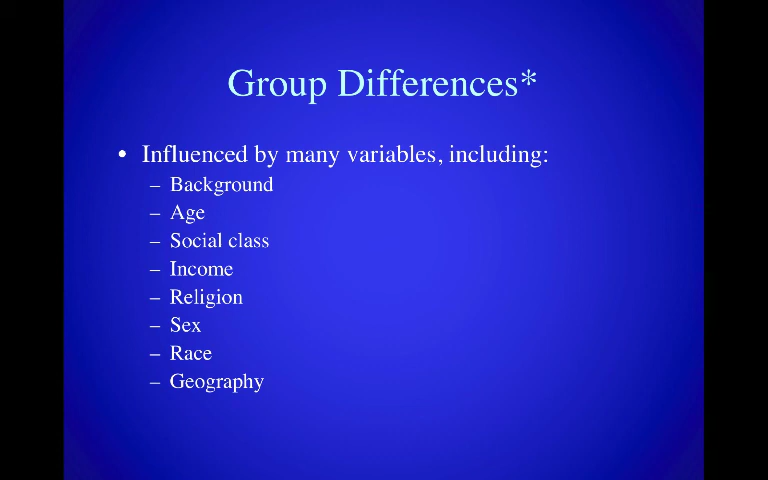 Group Differences*
• Influenced by many variables, including:
– Background
– Age
– Social class
– Income
– Religion
– Sex
– Race
– Geography